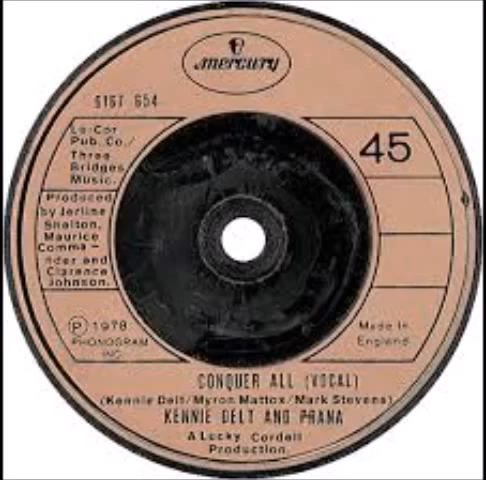 mercury
6167 654
Lo-Cor
Pub. Co./
Three
Bridges
Music.
45
Produced
by Jerline
Shelton,
Maurice
Comma -
nder and
Clarence
Johnson.
Ⓟ 1978
PHONOGRAM
INC
Made in
England
CONQUER ALL (VOCAL)
(Kennie Delt/Myron Mattox/Mark Stevens)
KENNIE DELT AND PRANA
A Lucky Cordell
Production.